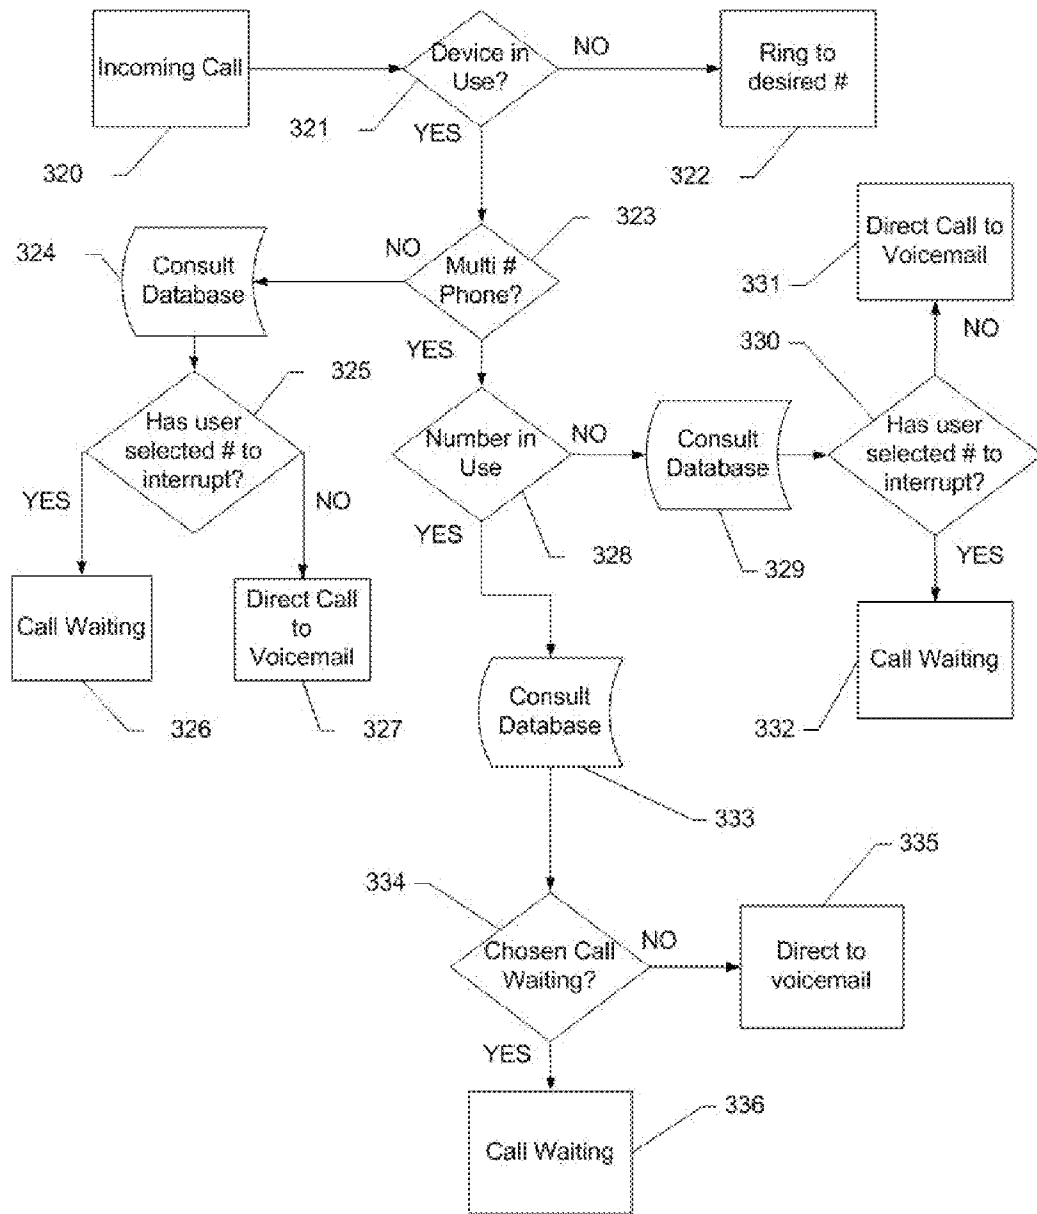 Incoming Call
320
Device in
Use?
321
NO
YES
Ring to
desired #
322
Multi #
Phone?
323
NO
YES
Consult
Database
324
Has user
selected # to
interrupt?
325
YES
NO
Call Waiting
326
Direct Call
to
Voicemail
327
Number in
Use
328
NO
YES
Consult
Database
329
Has user
selected # to
interrupt?
330
NO
YES
Direct Call to
Voicemail
331
Call Waiting
332
Consult
Database
333
Chosen Call
Waiting?
334
NO
YES
Direct to
voicemail
335
Call Waiting
336